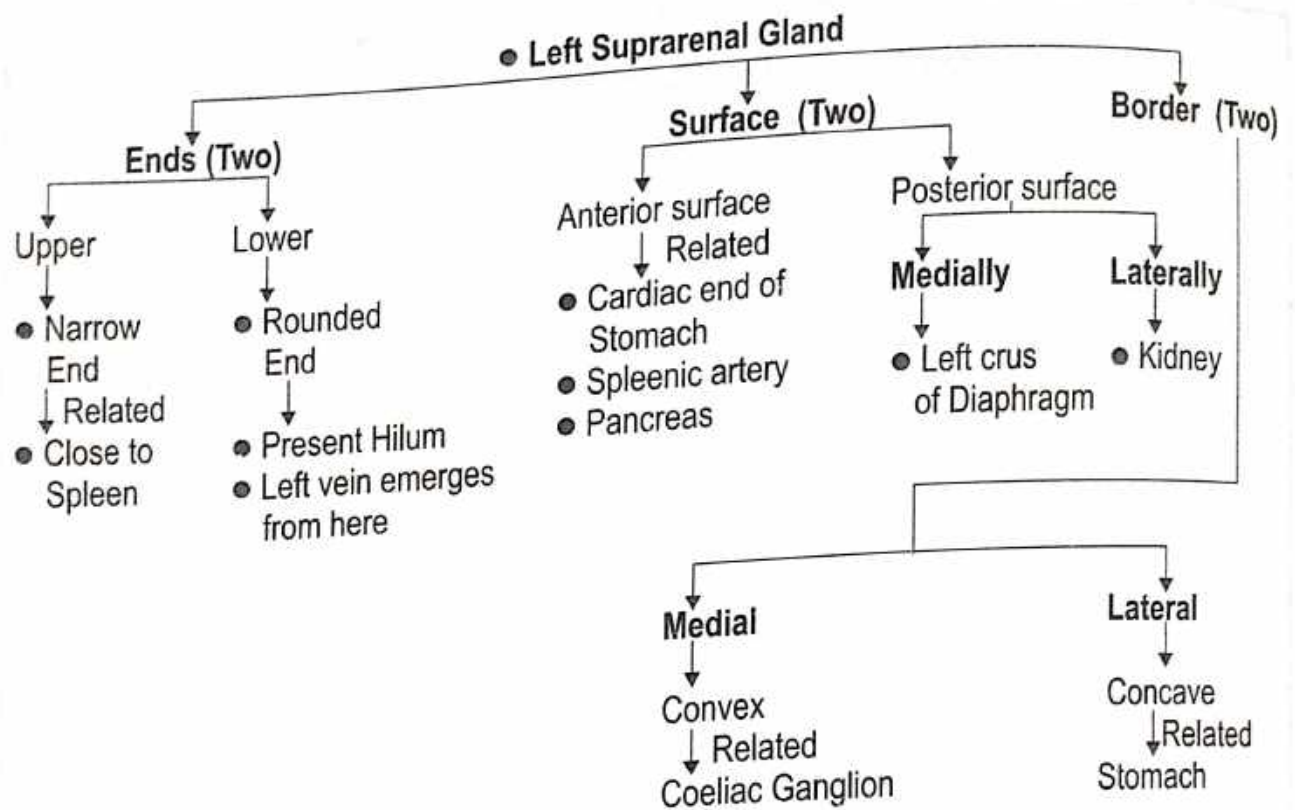 ● Left Suprarenal Gland
Ends (Two)
Surface (Two)
Border (Two)
Upper
Lower
Anterior surface
Related
Posterior surface
Medially
Laterally
● Narrow
End
Related
● Close to
Spleen
● Rounded
End
● Present Hilum
● Left vein emerges
from here
● Cardiac end of
Stomach
● Spleenic artery
● Pancreas
● Left crus
of Diaphragm
● Kidney
Medial
Convex
Related
Coeliac Ganglion
Lateral
Concave
Related
Stomach